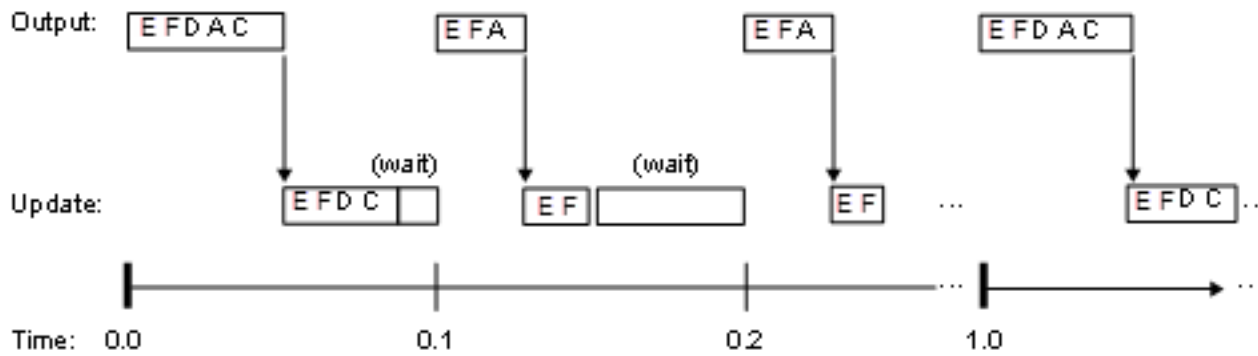 Output: E F D A C E F A E F A E F D A C
(wait) (wait)
Update: E F D C E F E F ... E F D C ..
... ..
Time: 0.0 0.1 0.2 1.0